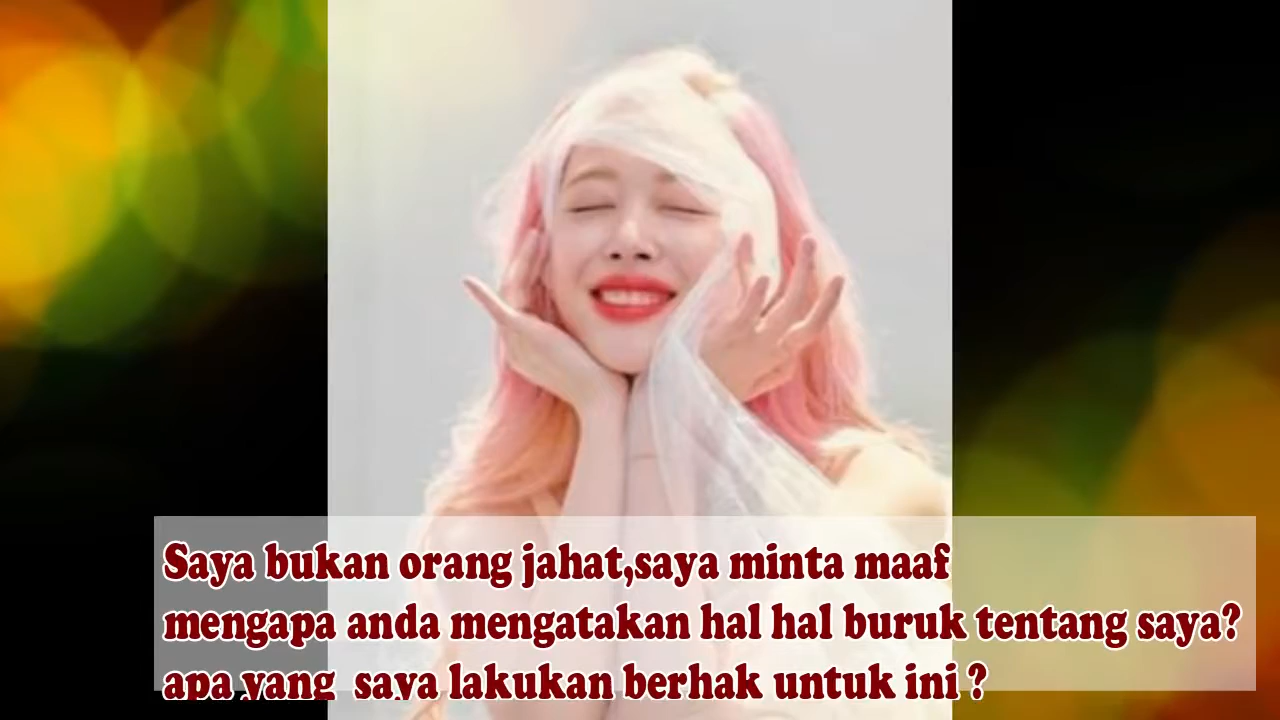 Saya bukan orang jahat,saya minta maaf
mengapa anda mengatakan hal hal buruk tentang saya?
apa yang saya lakukan berhak untuk ini ?